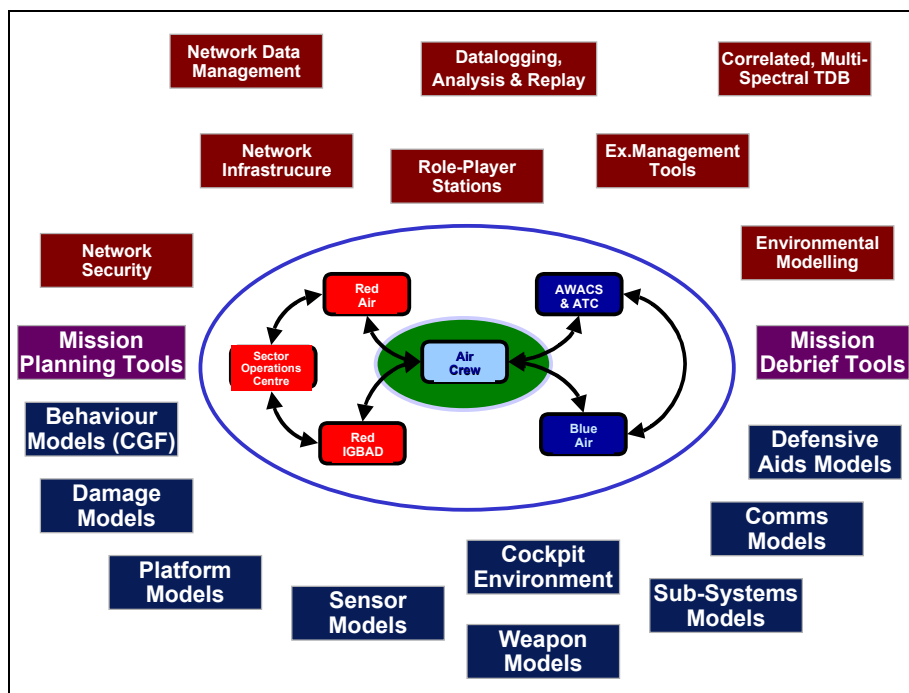 Network Data
Management
Datalogging,
Analysis & Replay
Correlated, Multi-
Spectral TDB
Network
Infrastrucure
Role-Player
Stations
Ex.Management
Tools
Network
Security
Environmental
Modelling
Red
Air
AWACS
& ATC
Mission
Planning Tools
Sector
Operations
Centre
Air
Crew
Mission
Debrief Tools
Behaviour
Models (CGF)
Red
IGBAD
Blue
Air
Defensive
Aids Models
Damage
Models
Comms
Models
Platform
Models
Cockpit
Environment
Sensor
Models
Sub-Systems
Models
Weapon
Models